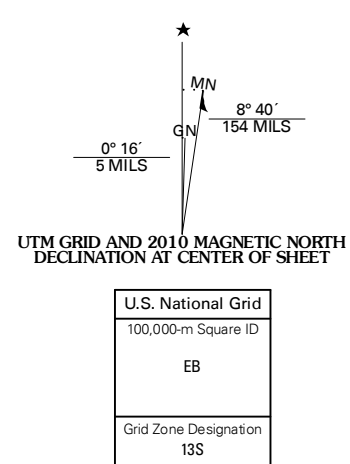 ★
MN
8° 40´
154 MILS
GN
0° 16´
5 MILS
UTM GRID AND 2010 MAGNETIC NORTH
DECLINATION AT CENTER OF SHEET
U.S. National Grid
100,000-m Square ID
EB
Grid Zone Designation
13S